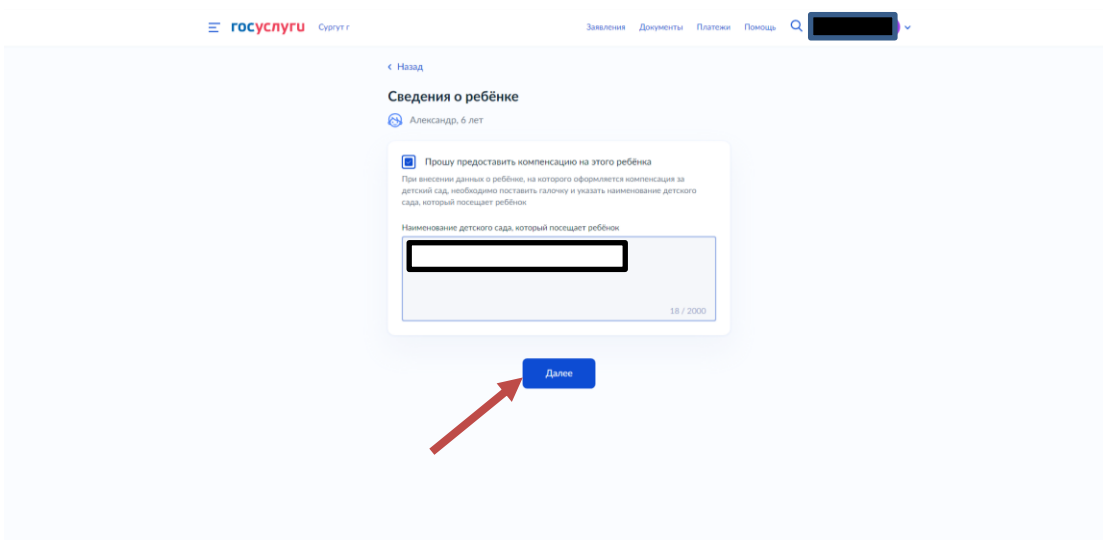 госуслуги Сургут г Заявления Документы Платежи Помощь
Назад
Сведения о ребёнке
Александр, 6 лет
Прошу предоставить компенсацию на этого ребёнка
При внесении данных о ребёнке, на которого оформляется компенсация за
детский сад, необходимо поставить галочку и указать наименование детского
сада, который посещает ребёнок
Наименование детского сада, который посещает ребёнок
18 / 2000
Далее